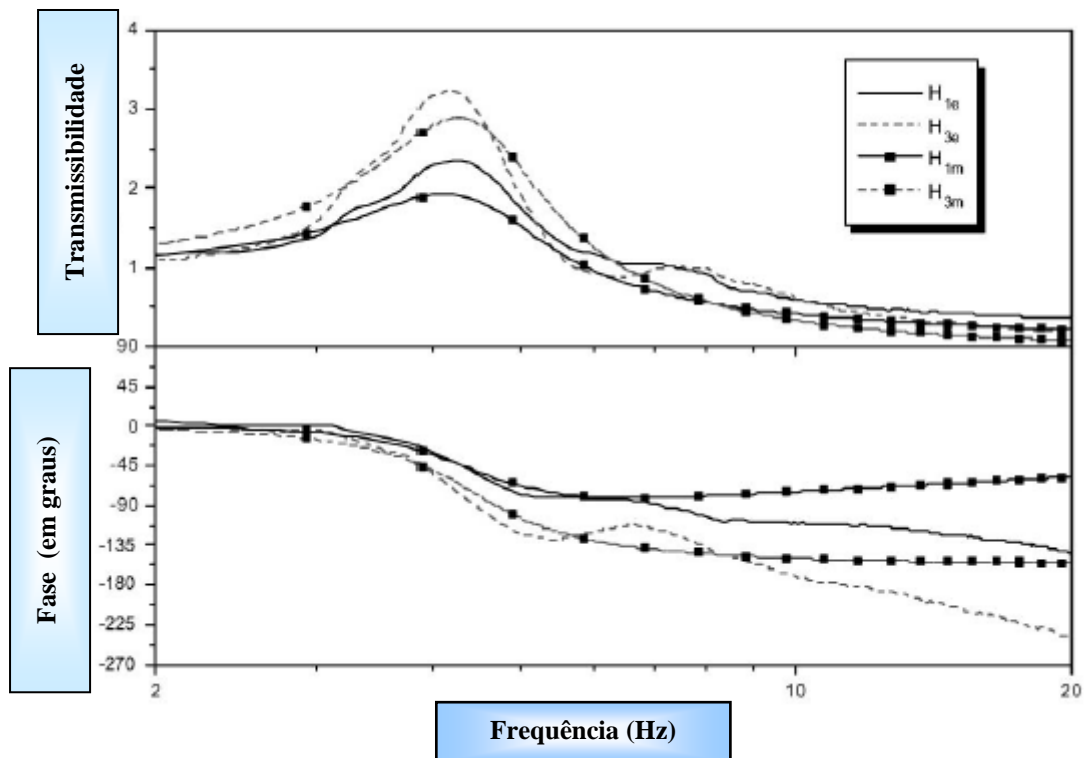 Transmissibilidade
4
3
2
1
H1e
H3e
H1m
H3m
Fase (em graus)
90
45
0
-45
-90
-135
-180
-225
-270
2
10
20
Frequência (Hz)